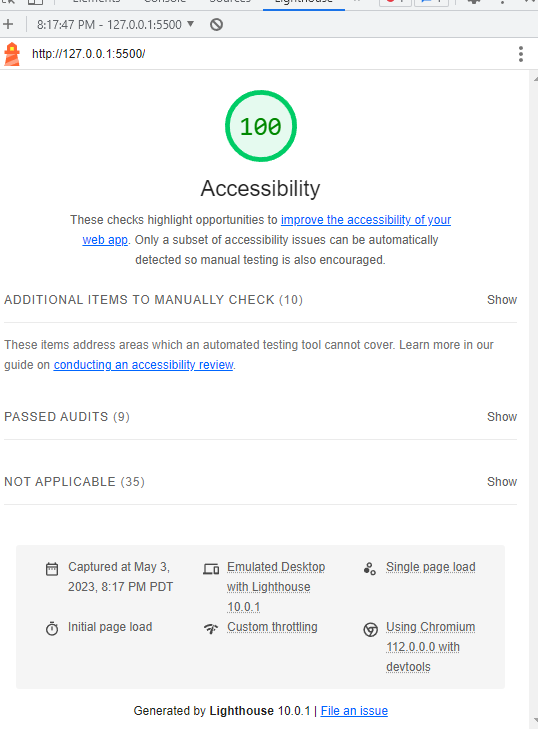 Elements Console Sources Lighthouse
8:17:47 PM - 127.0.0.1:5500
http://127.0.0.1:5500/
100
Accessibility
These checks highlight opportunities to improve the accessibility of your
web app. Only a subset of accessibility issues can be automatically
detected so manual testing is also encouraged.
ADDITIONAL ITEMS TO MANUALLY CHECK (10) Show
These items address areas which an automated testing tool cannot cover. Learn more in our
guide on conducting an accessibility review.
PASSED AUDITS (9) Show
NOT APPLICABLE (35) Show
Captured at May 3,
2023, 8:17 PM PDT
Emulated Desktop
with Lighthouse
10.0.1
Single page load
Initial page load
Custom throttling
Using Chromium
112.0.0.0 with
devtools
Generated by Lighthouse 10.0.1 | File an issue